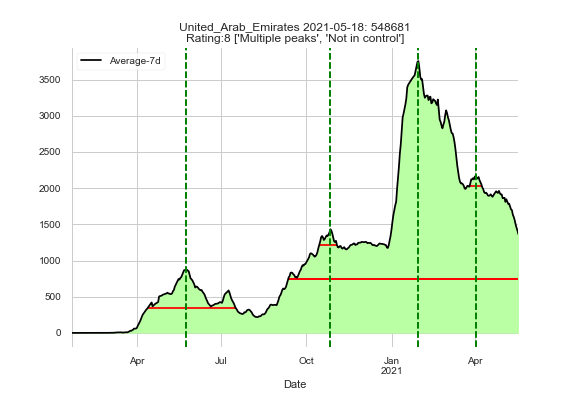 United_Arab_Emirates 2021-05-18: 548681
Rating:8 ['Multiple peaks', 'Not in control']
Average-7d
3500
3000
2500
2000
1500
1000
500
0
Apr Jul Oct Jan Apr
2021
Date